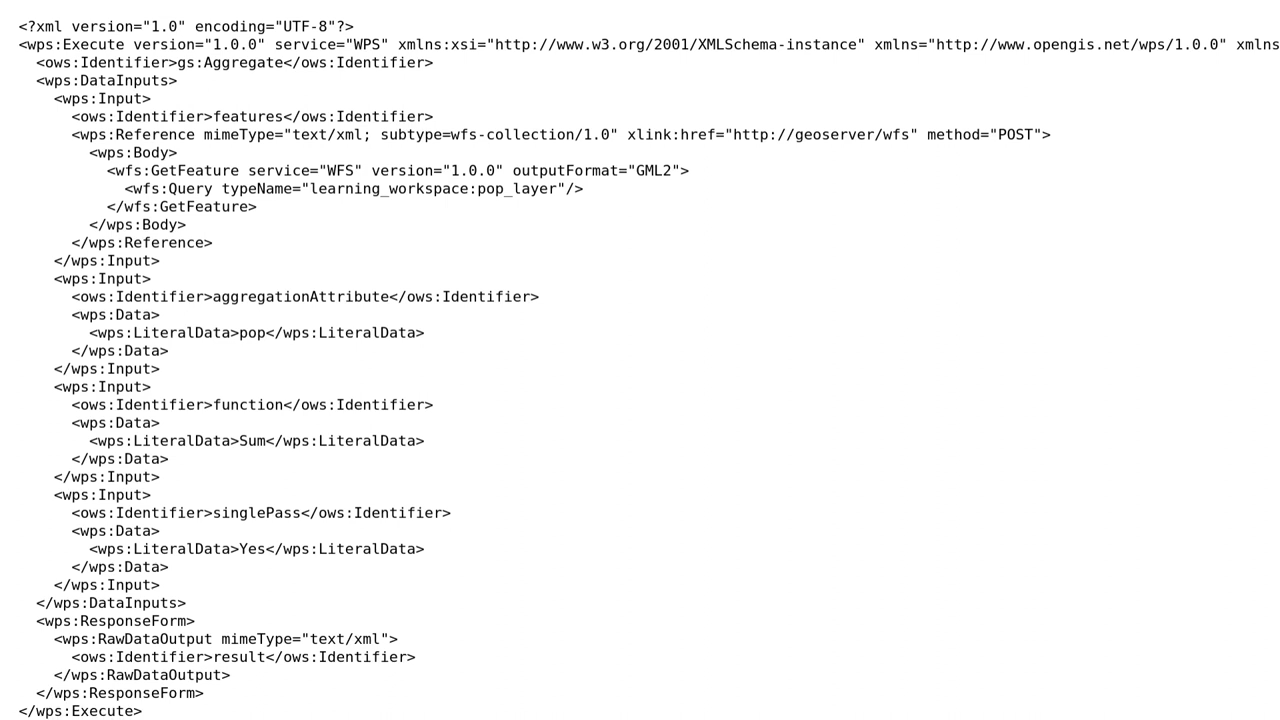 <?xml version="1.0" encoding="UTF-8"?>
<wps:Execute version="1.0.0" service="WPS" xmlns:xsi="http://www.w3.org/2001/XMLSchema-instance" xmlns="http://www.opengis.net/wps/1.0.0" xmlns
<ows:Identifier>gs:Aggregate</ows:Identifier>
<wps:DataInputs>
<wps:Input>
<ows:Identifier>features</ows:Identifier>
<wps:Reference mimeType="text/xml; subtype=wfs-collection/1.0" xlink:href="http://geoserver/wfs" method="POST">
<wps:Body>
<wfs:GetFeature service="WFS" version="1.0.0" outputFormat="GML2">
<wfs:Query typeName="learning_workspace:pop_layer"/>
</wfs:GetFeature>
</wps:Body>
</wps:Reference>
</wps:Input>
<wps:Input>
<ows:Identifier>aggregationAttribute</ows:Identifier>
<wps:Data>
<wps:LiteralData>pop</wps:LiteralData>
</wps:Data>
</wps:Input>
<wps:Input>
<ows:Identifier>function</ows:Identifier>
<wps:Data>
<wps:LiteralData>Sum</wps:LiteralData>
</wps:Data>
</wps:Input>
<wps:Input>
<ows:Identifier>singlePass</ows:Identifier>
<wps:Data>
<wps:LiteralData>Yes</wps:LiteralData>
</wps:Data>
</wps:Input>
</wps:DataInputs>
<wps:ResponseForm>
<wps:RawDataOutput mimeType="text/xml">
<ows:Identifier>result</ows:Identifier>
</wps:RawDataOutput>
</wps:ResponseForm>
</wps:Execute>